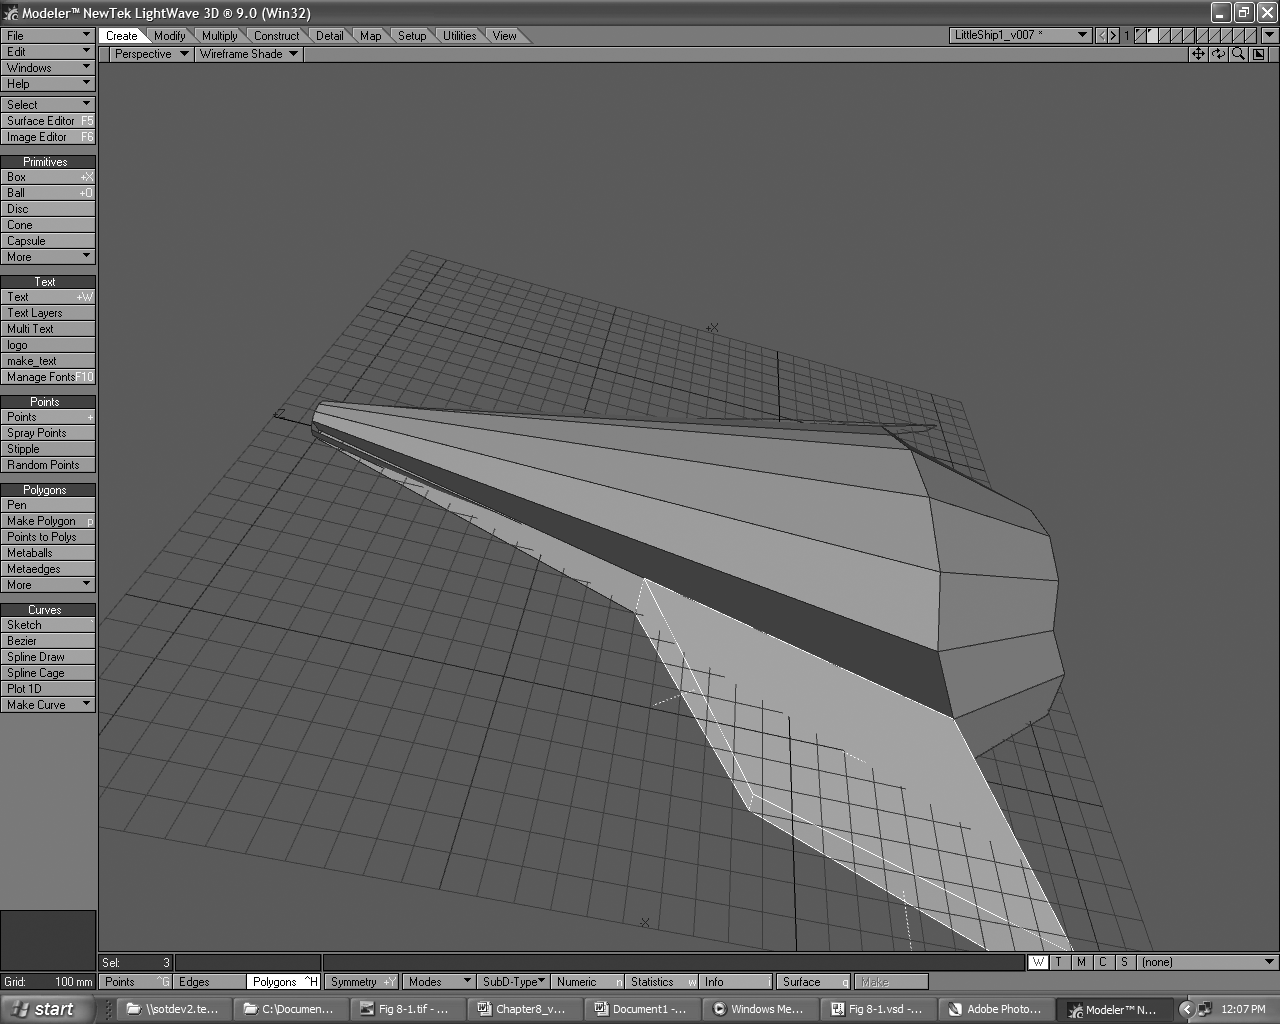 Modeler™ NewTek LightWave 3D ® 9.0 (Win32)
File
Edit
Windows
Help
Create Modify Multiply Construct Detail Map Setup Utilities View
LittleShip1_v007 * 1
Perspective Wireframe Shade
Select
Surface Editor F5
Image Editor F6
Primitives
Box +X
Ball +O
Disc
Cone
Capsule
More
Text
Text +W
Text Layers
Multi Text
logo
make_text
Manage Fonts F10
Points
Points +
Spray Points
Stipple
Random Points
Polygons
Pen
Make Polygon p
Points to Polys
Metaballs
Metaedges
More
Curves
Sketch `
Bezier
Spline Draw
Spline Cage
Plot 1D
Make Curve
+X
+Z
-X
Sel: 3
W T M C S (none)
Grid: 100 mm
Points ^G Edges Polygons ^H Symmetry +Y Modes SubD-Type Numeric n Statistics w Info i Surface q Make
start \\sotdev2.te... C:\Documen... Fig 8-1.tif - ... Chapter8_v... Document1 -... Windows Me... Fig 8-1.vsd -... Adobe Photo... Modeler™ N... 12:07 PM